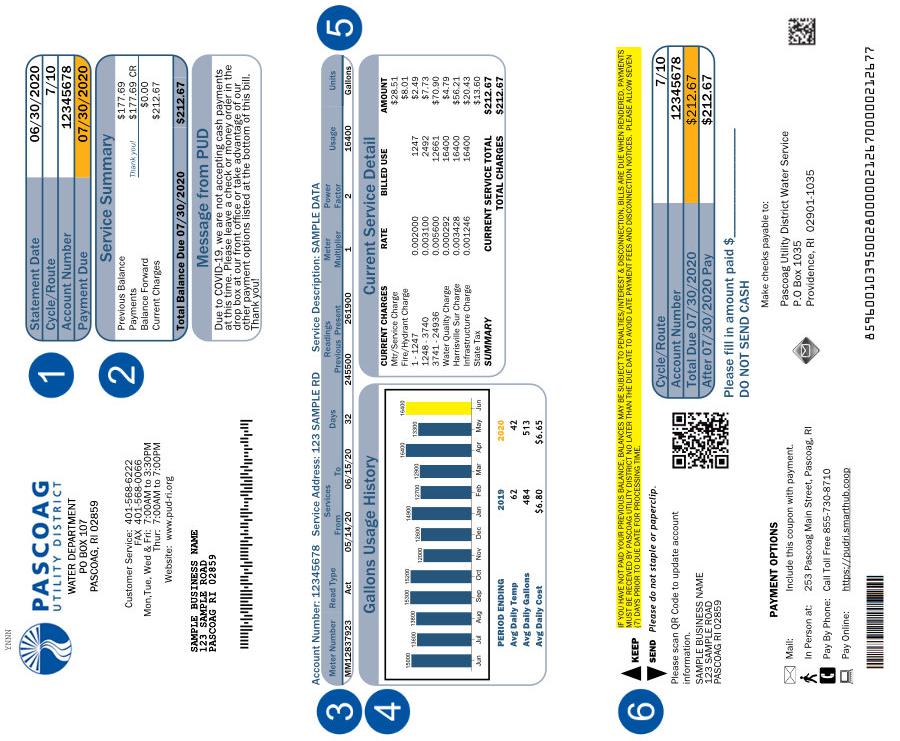 YNNN
PASCOAG
UTILITY DISTRICT
WATER DEPARTMENT
PO BOX 107
PASCOAG, RI 02859
Customer Service: 401-568-6222
FAX 401-568-0066
Mon,Tue, Wed & Fri: 7:00AM to 3:30PM
Thur: 7:00AM to 7:00PM
Website: www.pud-ri.org
SAMPLE BUSINESS NAME
123 SAMPLE ROAD
PASCOAG RI 02859
1
Statement Date 06/30/2020
Cycle/Route 7/10
Account Number 12345678
Payment Due 07/30/2020
2
Service Summary
Previous Balance $177.69
Payments Thank you! $177.69 CR
Balance Forward $0.00
Current Charges $212.67
Total Balance Due 07/30/2020 $212.67
Message from PUD
Due to COVID-19, we are not accepting cash payments
at this time. Please leave a check or money order in the
drop box at our front office or take advantage of our
other payment options listed at the bottom of this bill.
Thank you!
3
Account Number: 12345678 Service Address: 123 SAMPLE RD Service Description: SAMPLE DATA
Meter Number Read Type Services From To Days Readings Previous Present Meter Multiplier Power Factor Usage Units
MM12837923 Act 05/14/20 06/15/20 32 245500 261900 1 2 16400 Gallons
4
Gallons Usage History
Jun Jul Aug Sep Oct Nov Dec Jan Feb Mar Apr May Jun
PERIOD ENDING 2019 2020
Avg Daily Temp 62 42
Avg Daily Gallons 484 513
Avg Daily Cost $6.80 $6.65
5
Current Service Detail
CURRENT CHARGES RATE BILLED USE AMOUNT
Mtr/Service Charge $28.51
Fire/Hydrant Charge $8.01
1 - 1247 0.002000 1247 $2.49
1248 - 3740 0.003100 2492 $7.73
3741 - 24936 0.005600 12661 $70.90
Water Quality Charge 0.000292 16400 $4.79
Harrisville Sur Charge 0.003428 16400 $56.21
Infrastructure Charge 0.001246 16400 $20.43
State Tax $13.60
SUMMARY CURRENT SERVICE TOTAL $212.67
TOTAL CHARGES $212.67
6
KEEP
SEND Please do not staple or paperclip.
IF YOU HAVE NOT PAID YOUR PREVIOUS BALANCE, BALANCES MAY BE SUBJECT TO PENALTIES/INTEREST & DISCONNECTION, BILLS ARE DUE WHEN RENDERED. PAYMENTS
MUST BE RECEIVED BY PASCOAG UTILITY DISTRICT NO LATER THAN THE DUE DATE TO AVOID LATE PAYMENT FEES AND DISCONNECTION NOTICES. PLEASE ALLOW SEVEN
(7) DAYS PRIOR TO DUE DATE FOR PROCESSING TIME.
Please scan QR Code to update account
information.
SAMPLE BUSINESS NAME
123 SAMPLE ROAD
PASCOAG RI 02859
Cycle/Route 7/10
Account Number 12345678
Total Due 07/30/2020 $212.67
After 07/30/2020 Pay $212.67
Please fill in amount paid $
DO NOT SEND CASH
PAYMENT OPTIONS
Mail: Include this coupon with payment.
In Person at: 253 Pascoag Main Street, Pascoag, RI
Pay By Phone: Call Toll Free 855-730-8710
Pay Online: https://pudri.smarthub.coop
Make checks payable to:
Pascoag Utility District Water Service
P.O Box 1035
Providence, RI 02901-1035